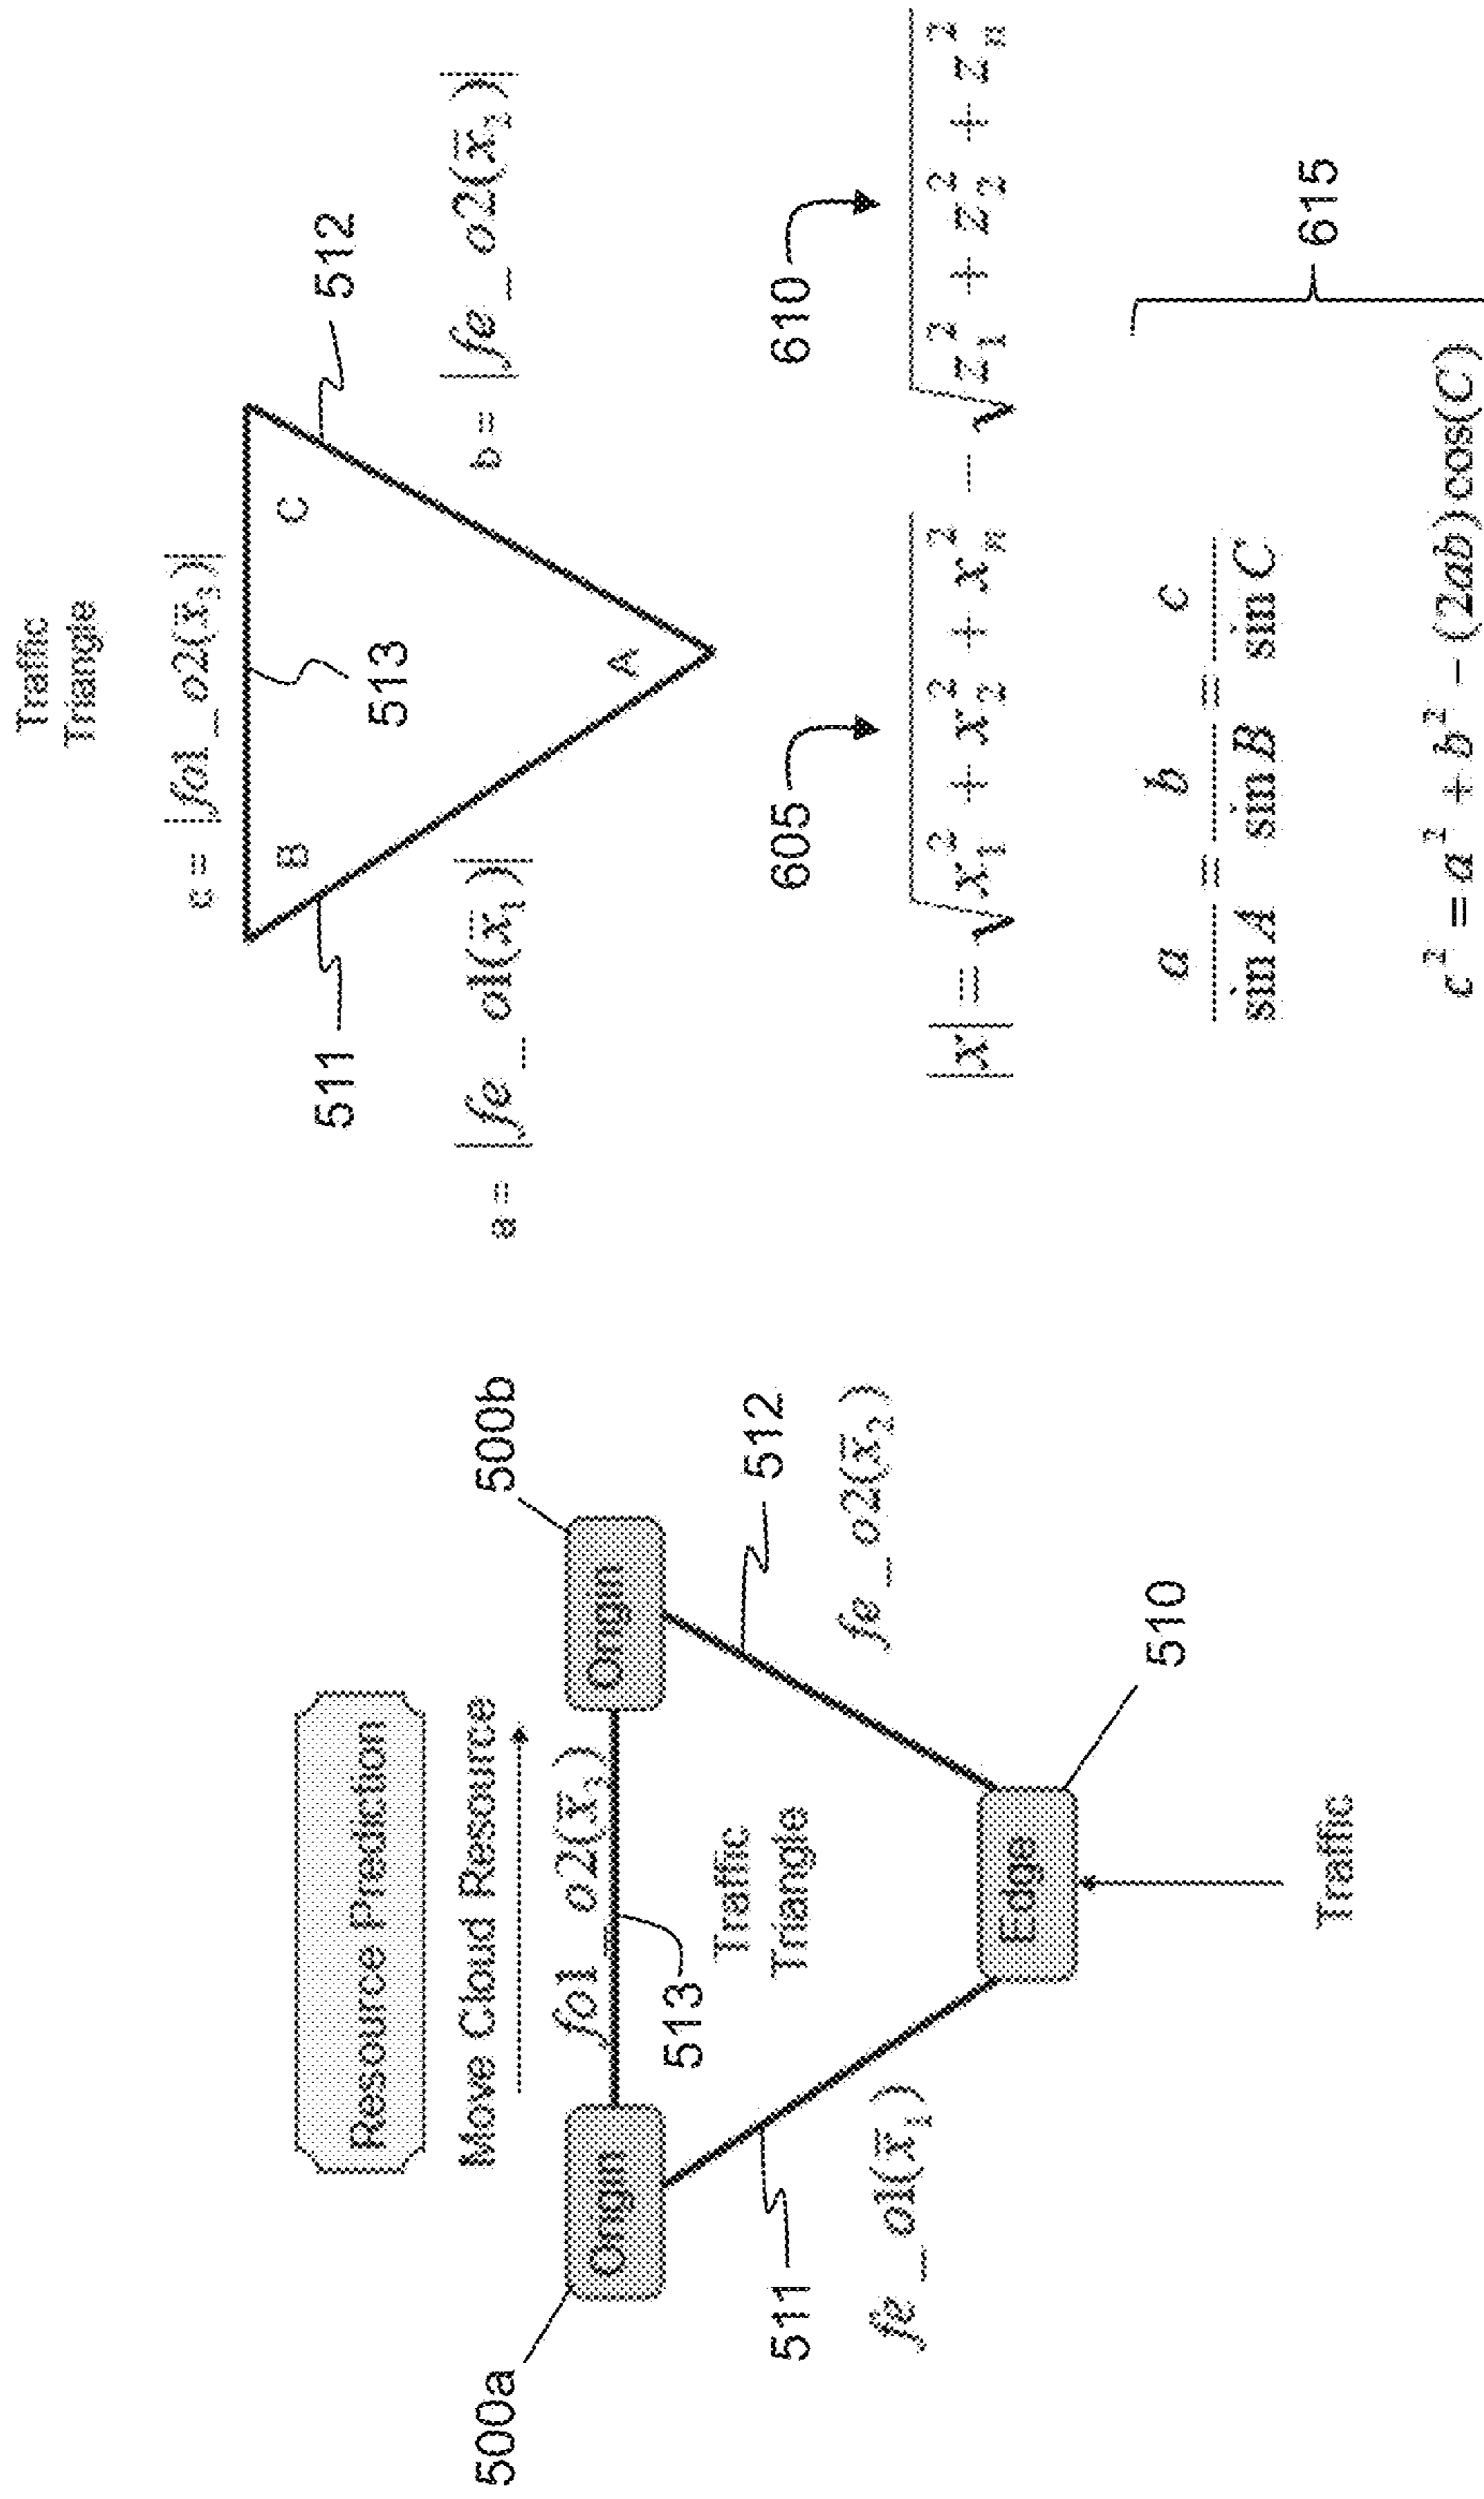 Resource Prediction
Move Cloud Resource
500a
500b
Origin
Origin
fo1_o2(x̄₃)
513
Traffic
Triangle
511
512
fe_o1(x̄₁)
fe_o2(x̄₂)
Edge
510
Traffic
Traffic
Triangle
c = |fo1_o2(x̄₃)|
B
C
513
511
512
A
a = |fe_o1(x̄₁)|
b = |fe_o2(x̄₂)|
605
610
|x| = √x₁² + x₂² + x_n² − √z₁² + z₂² + z_n²
a/sin A = b/sin B = c/sin C
615
c² = a² + b² − (2ab)cos(C)